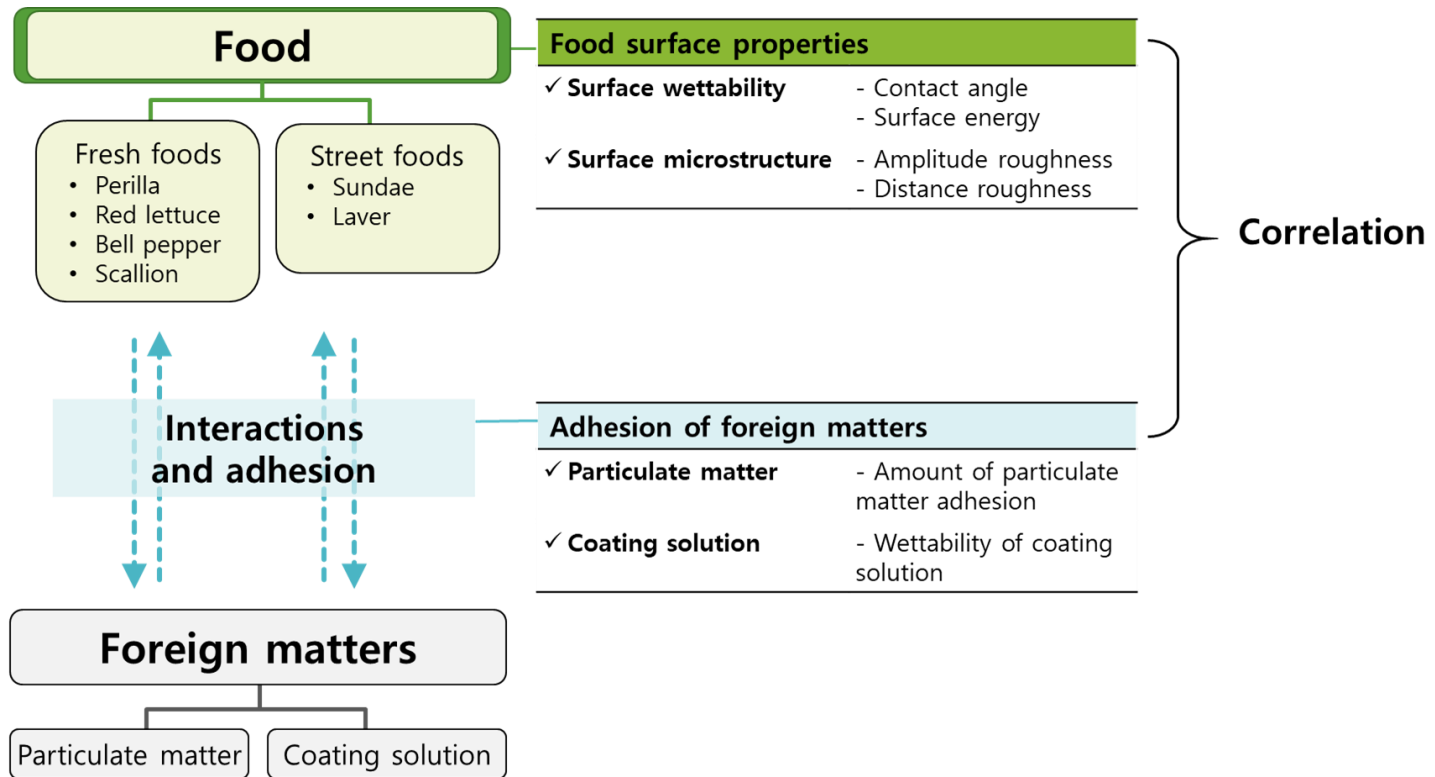 Food
Fresh foods
• Perilla
• Red lettuce
• Bell pepper
• Scallion
Street foods
• Sundae
• Laver
Food surface properties
✓ Surface wettability
- Contact angle
- Surface energy
✓ Surface microstructure
- Amplitude roughness
- Distance roughness
Correlation
Interactions
and adhesion
Adhesion of foreign matters
✓ Particulate matter
- Amount of particulate
matter adhesion
✓ Coating solution
- Wettability of coating
solution
Foreign matters
Particulate matter
Coating solution